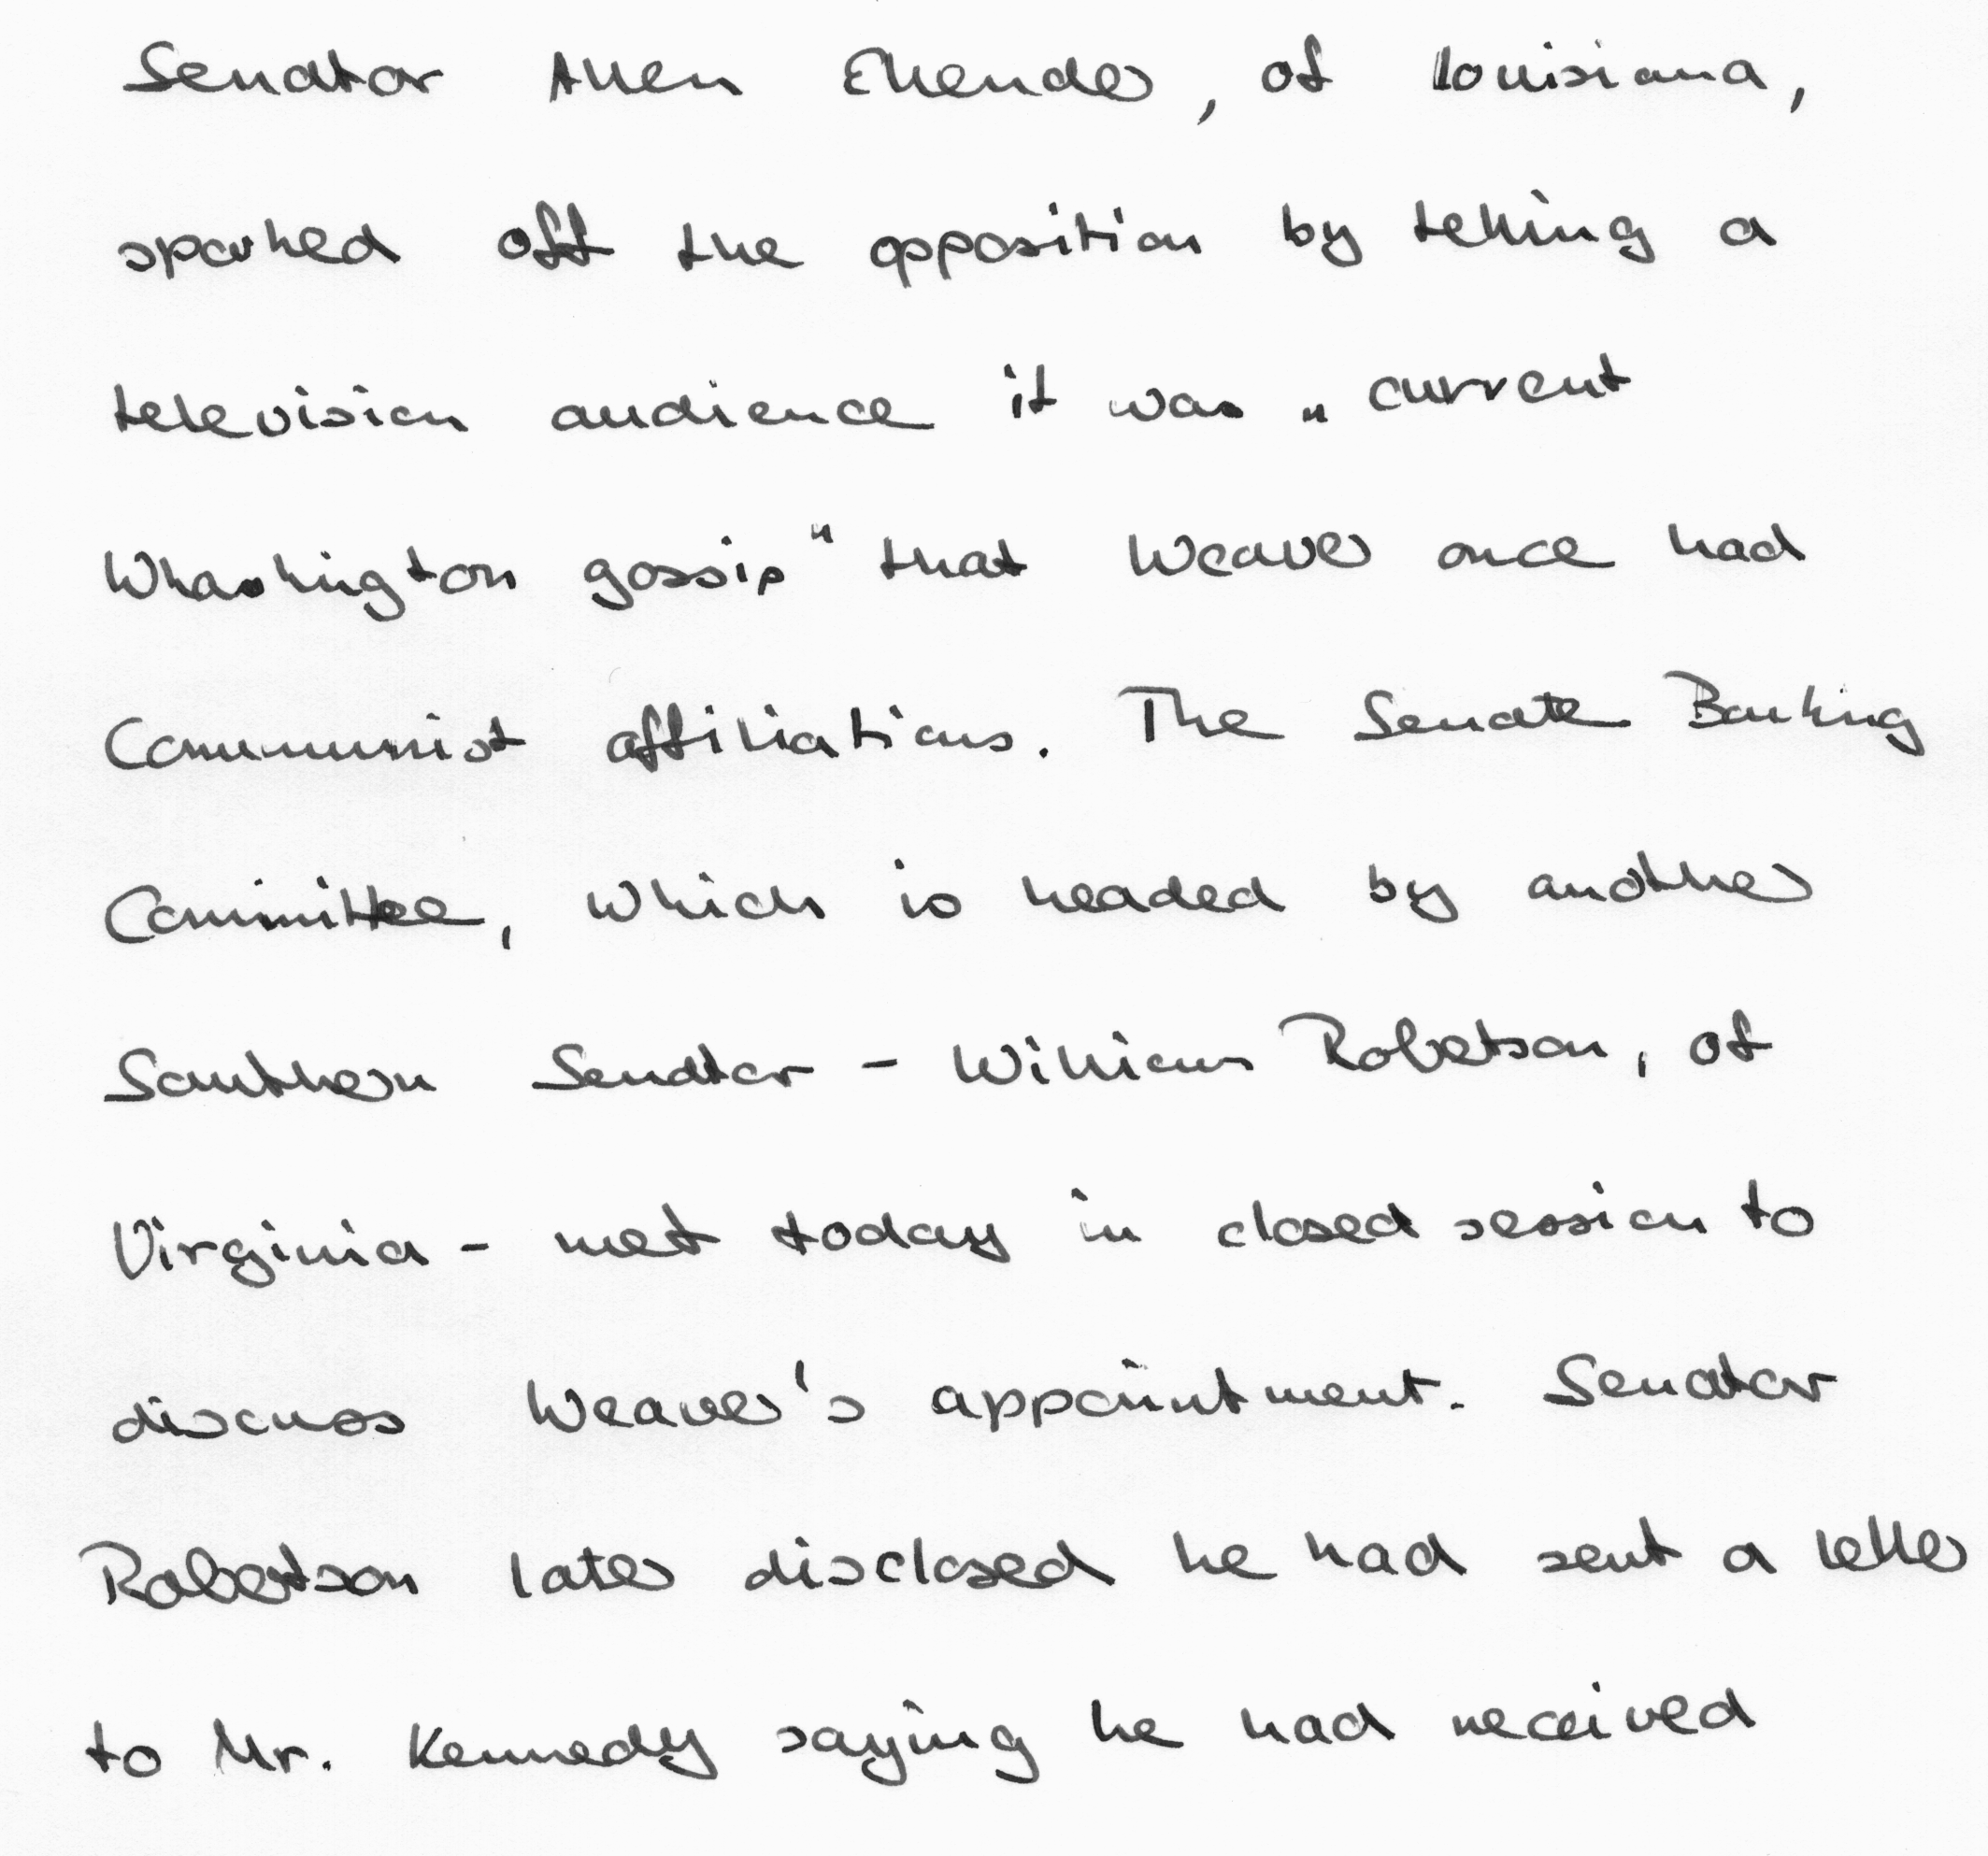 Senator Allen Ellender, of Louisiana,
sparked off the opposition by telling a
television audience it was "current
Whashington gossip" that Weaver once had
Communist affiliations. The Senate Banking
Committee, which is headed by another
Southern Senator - William Robertson, of
Virginia - met today in closed session to
discuss Weaver's appointment. Senator
Robertson later disclosed he had sent a letter
to Mr. Kennedy saying he had received